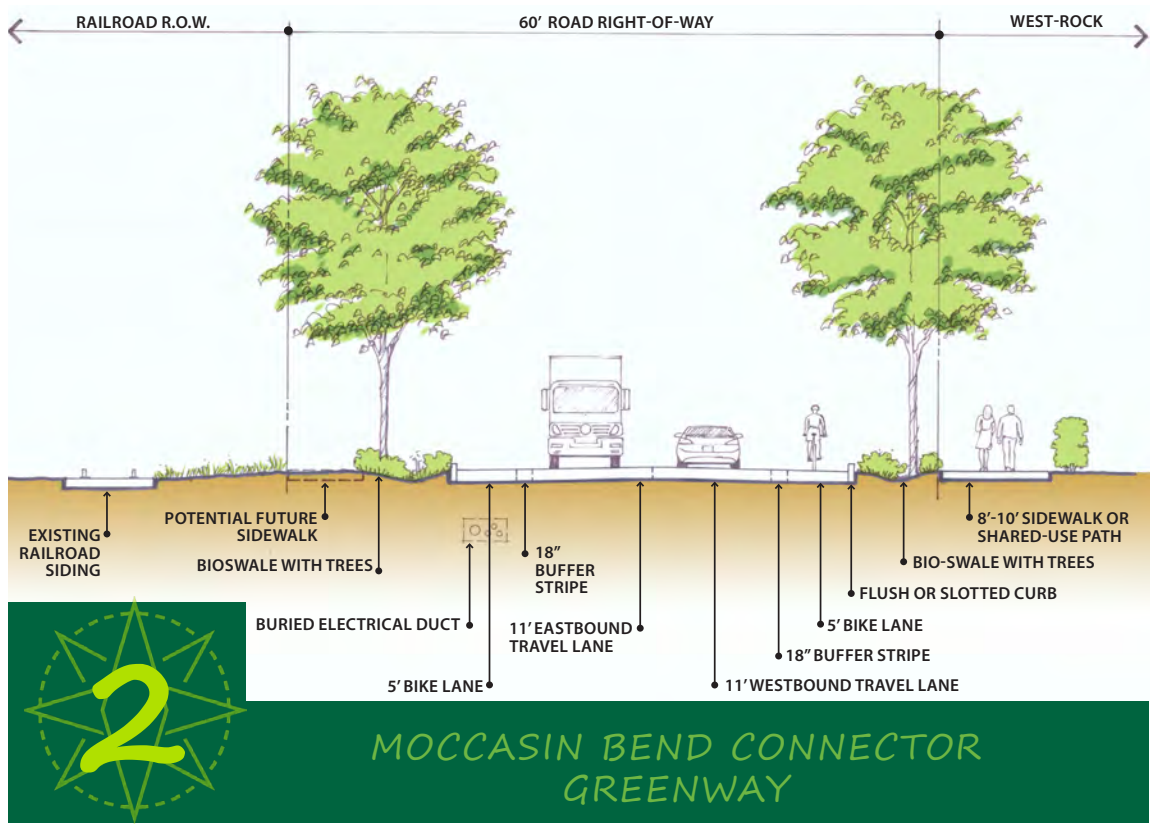 RAILROAD R.O.W.
60' ROAD RIGHT-OF-WAY
WEST-ROCK
EXISTING
RAILROAD
SIDING
POTENTIAL FUTURE
SIDEWALK
BIOSWALE WITH TREES
BURIED ELECTRICAL DUCT
5' BIKE LANE
18"
BUFFER
STRIPE
11' EASTBOUND
TRAVEL LANE
11' WESTBOUND TRAVEL LANE
18" BUFFER STRIPE
5' BIKE LANE
FLUSH OR SLOTTED CURB
BIO-SWALE WITH TREES
8'-10' SIDEWALK OR
SHARED-USE PATH
2
MOCCASIN BEND CONNECTOR
GREENWAY